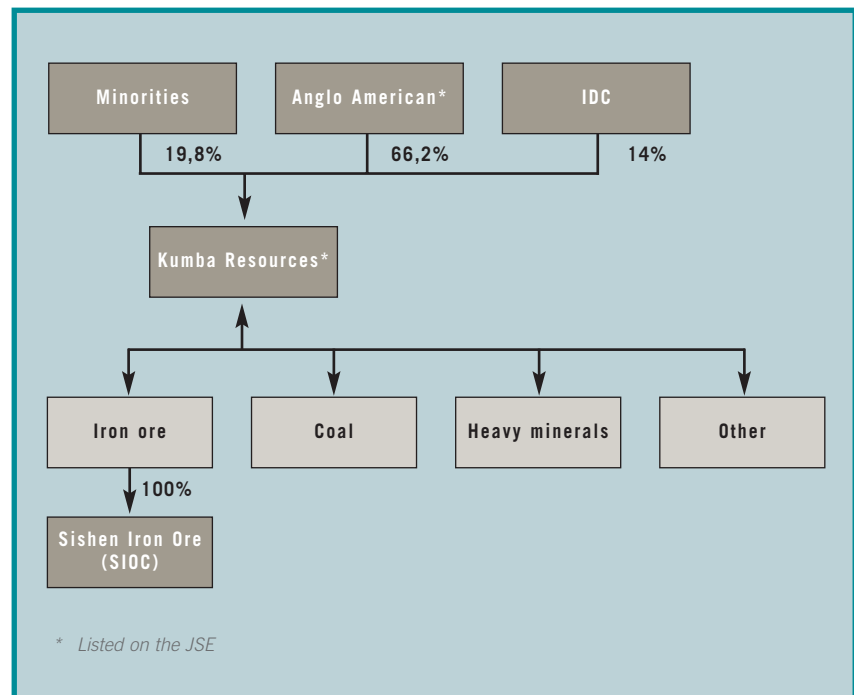 Minorities
Anglo American*
IDC
19,8%
66,2%
14%
Kumba Resources*
Iron ore
Coal
Heavy minerals
Other
100%
Sishen Iron Ore
(SIOC)
* Listed on the JSE